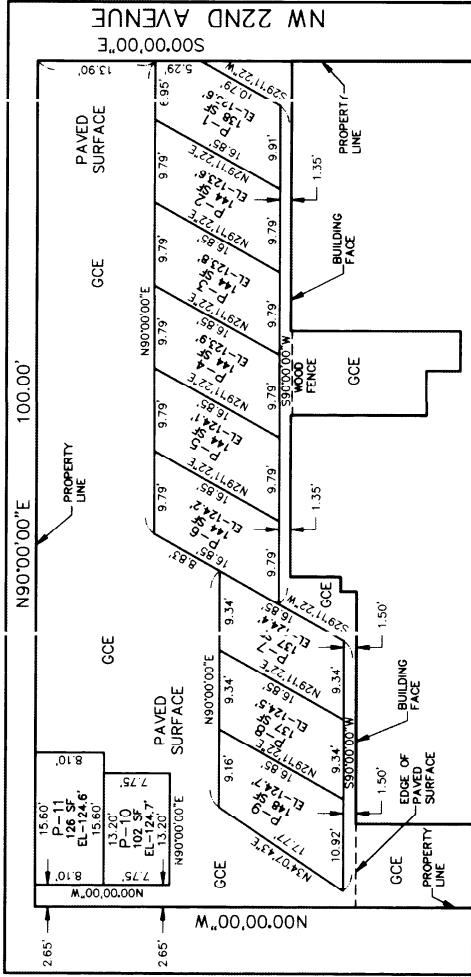 NW 22ND AVENUE
S00°00'00"E
N90°00'00"E 100.00'
PROPERTY
LINE
13.90'
PAVED
SURFACE
GCE
GCE
8.10'
15.60'
P-11
126 SF
EL-124.6'
15.60'
8.10'
7.75'
13.20'
P-10
102 SF
EL-124.7'
13.20'
7.75'
N90°00'00"E
N00°00'00"W
2.65'
2.65'
N00°00'00"W
PAVED
SURFACE
GCE
N90°00'00"E
6.95'
5.29'
10.79'
S29°11'22"W
P-1
138 SF
EL-123.6'
9.91'
16.85'
N29°11'22"E
9.79'
P-2
144 SF
EL-123.6'
9.79'
16.85'
N29°11'22"E
9.79'
P-3
144 SF
EL-123.8'
9.79'
16.85'
N29°11'22"E
9.79'
P-4
144 SF
EL-123.9'
9.79'
16.85'
N29°11'22"E
9.79'
P-5
144 SF
EL-124.1'
9.79'
16.85'
N29°11'22"E
9.79'
P-6
144 SF
EL-124.2'
9.79'
16.85'
8.83'
S29°11'22"W
16.85'
N90°00'00"E
9.34'
P-7
137 SF
EL-124.4'
9.34'
16.85'
N29°11'22"E
9.34'
P-8
137 SF
EL-124.5'
9.34'
16.85'
N29°11'22"E
9.16'
P-9
148 SF
EL-124.7'
10.92'
17.77'
N34°07'43"E
S90°00'00"W
WOOD
FENCE
GCE
1.35'
PROPERTY
LINE
BUILDING
FACE
1.35'
GCE
S90°00'00"W
1.50'
1.50'
BUILDING
FACE
EDGE OF
PAVED
SURFACE
GCE
PROPERTY
LINE